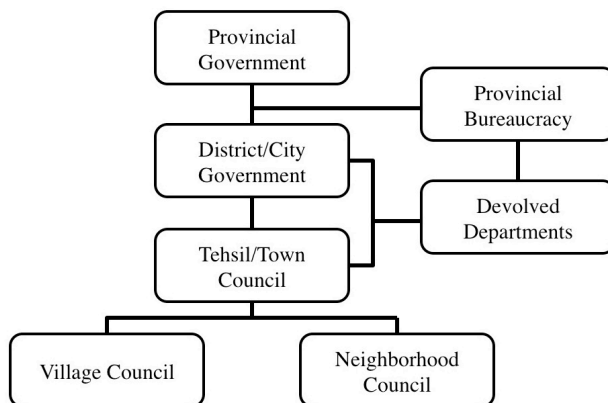 Provincial
Government
Provincial
Bureaucracy
District/City
Government
Devolved
Departments
Tehsil/Town
Council
Village Council
Neighborhood
Council